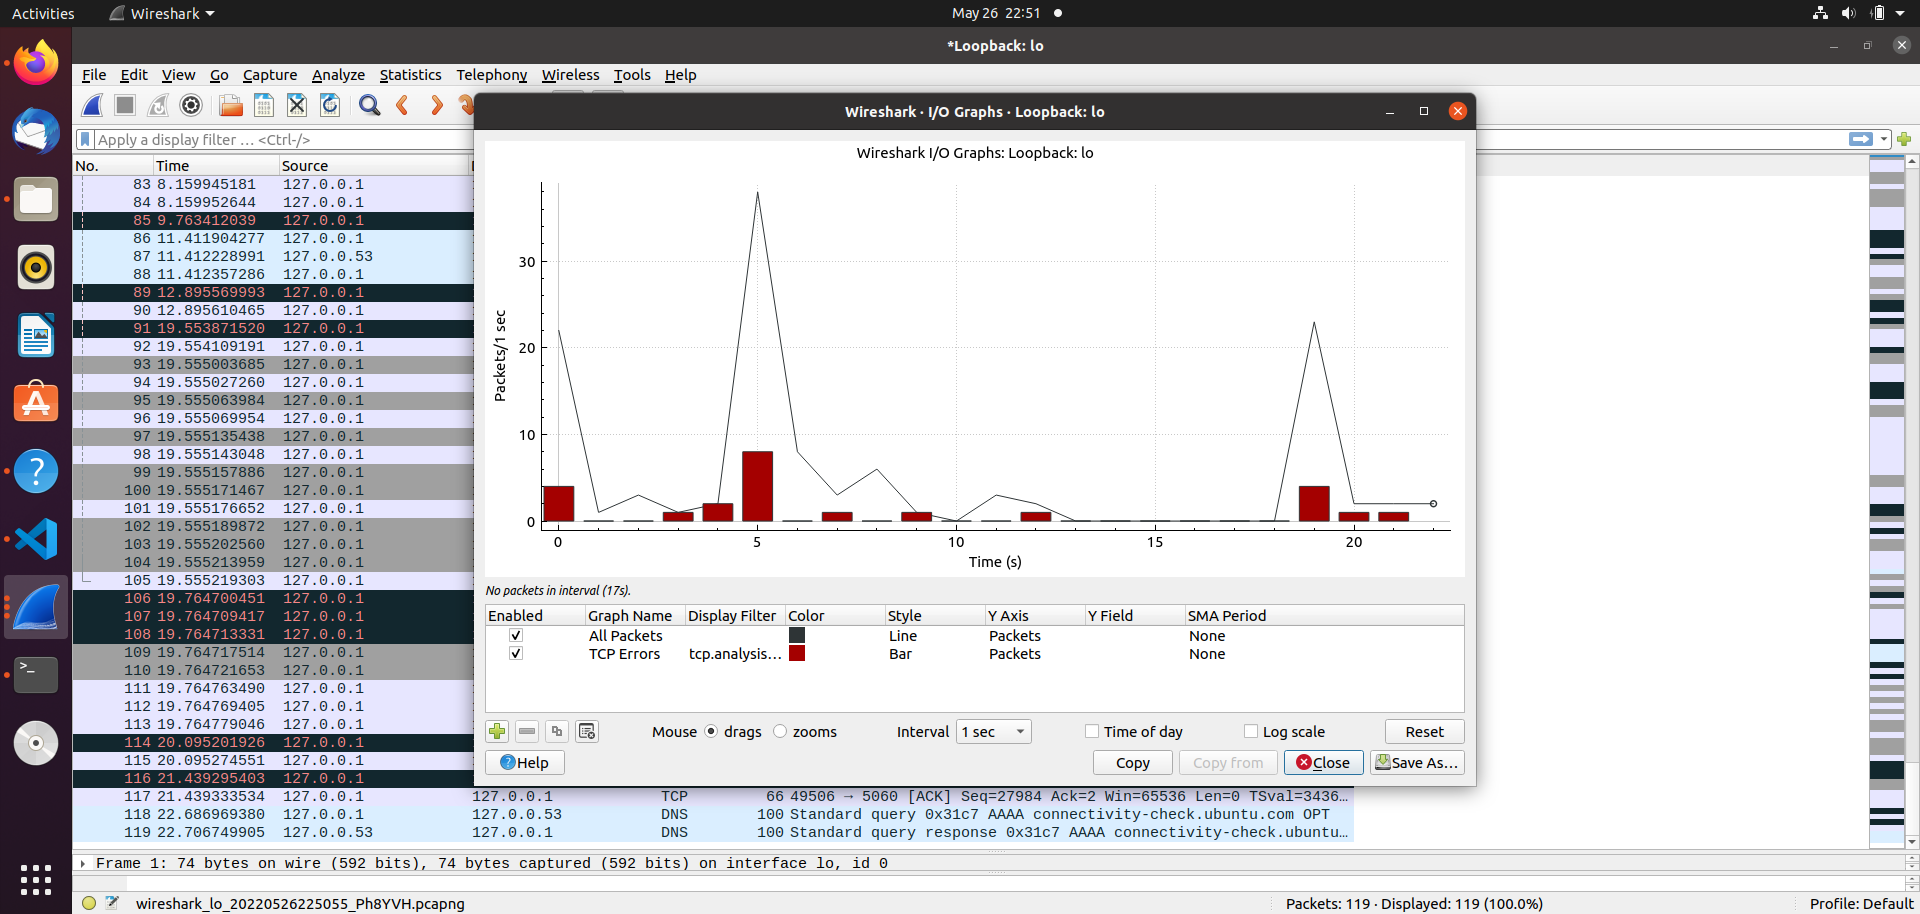 Activities Wireshark May 26 22:51
*Loopback: lo
File Edit View Go Capture Analyze Statistics Telephony Wireless Tools Help
Wireshark · I/O Graphs · Loopback: lo
Apply a display filter … <Ctrl-/>
Wireshark I/O Graphs: Loopback: lo
No. Time Source
83 8.159945181 127.0.0.1
84 8.159952644 127.0.0.1
85 9.763412039 127.0.0.1
86 11.411904277 127.0.0.1
87 11.412228991 127.0.0.53
88 11.412357286 127.0.0.1
89 12.895569993 127.0.0.1
90 12.895610465 127.0.0.1
91 19.553871520 127.0.0.1
92 19.554109191 127.0.0.1
93 19.555003685 127.0.0.1
94 19.555027260 127.0.0.1
95 19.555063984 127.0.0.1
96 19.555069954 127.0.0.1
97 19.555135438 127.0.0.1
98 19.555143048 127.0.0.1
99 19.555157886 127.0.0.1
100 19.555171467 127.0.0.1
101 19.555176652 127.0.0.1
102 19.555189872 127.0.0.1
103 19.555202560 127.0.0.1
104 19.555213959 127.0.0.1
105 19.555219303 127.0.0.1
106 19.764700451 127.0.0.1
107 19.764709417 127.0.0.1
108 19.764713331 127.0.0.1
109 19.764717514 127.0.0.1
110 19.764721653 127.0.0.1
111 19.764763490 127.0.0.1
112 19.764769405 127.0.0.1
113 19.764779046 127.0.0.1
114 20.095201926 127.0.0.1
115 20.095274551 127.0.0.1
116 21.439295403 127.0.0.1
117 21.439333534 127.0.0.1 127.0.0.1 TCP 66 49506 → 5060 [ACK] Seq=27984 Ack=2 Win=65536 Len=0 TSval=3436…
118 22.686969380 127.0.0.1 127.0.0.53 DNS 100 Standard query 0x31c7 AAAA connectivity-check.ubuntu.com OPT
119 22.706749905 127.0.0.53 127.0.0.1 DNS 100 Standard query response 0x31c7 AAAA connectivity-check.ubuntu…
Packets/1 sec
30
20
10
0
0 5 10 15 20
Time (s)
No packets in interval (17s).
Enabled Graph Name Display Filter Color Style Y Axis Y Field SMA Period
All Packets Line Packets None
TCP Errors tcp.analysis… Bar Packets None
Mouse drags zooms Interval 1 sec Time of day Log scale Reset
Help Copy Copy from Close Save As…
Frame 1: 74 bytes on wire (592 bits), 74 bytes captured (592 bits) on interface lo, id 0
wireshark_lo_20220526225055_Ph8YVH.pcapng Packets: 119 · Displayed: 119 (100.0%) Profile: Default